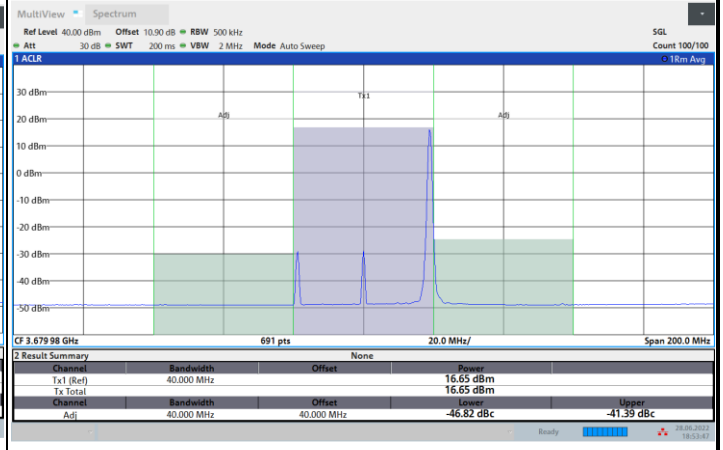 MultiView Spectrum
Ref Level 40.00 dBm Offset 10.90 dB RBW 500 kHz SGL
Att 30 dB SWT 200 ms VBW 2 MHz Mode Auto Sweep Count 100/100
1 ACLR 1Rm Avg
30 dBm
Tx1
20 dBm
Adj Adj
10 dBm
0 dBm
-10 dBm
-20 dBm
-30 dBm
-40 dBm
-50 dBm
CF 3.679 98 GHz 691 pts 20.0 MHz/ Span 200.0 MHz
2 Result Summary None
Channel Bandwidth Offset Power
Tx1 (Ref) 40.000 MHz 16.65 dBm
Tx Total 16.65 dBm
Channel Bandwidth Offset Lower Upper
Adj 40.000 MHz 40.000 MHz -46.82 dBc -41.39 dBc
Ready 28.06.2022
18:53:47